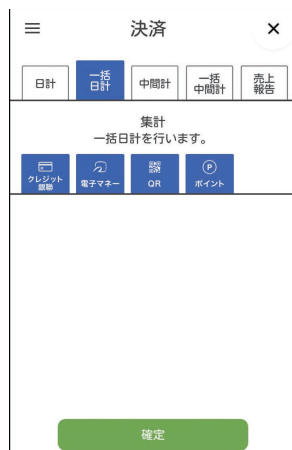 決済
日計
一括
日計
中間計
一括
中間計
売上
報告
集計
一括日計を行います。
クレジット
銀聯
電子マネー
QR
P
ポイント
確定